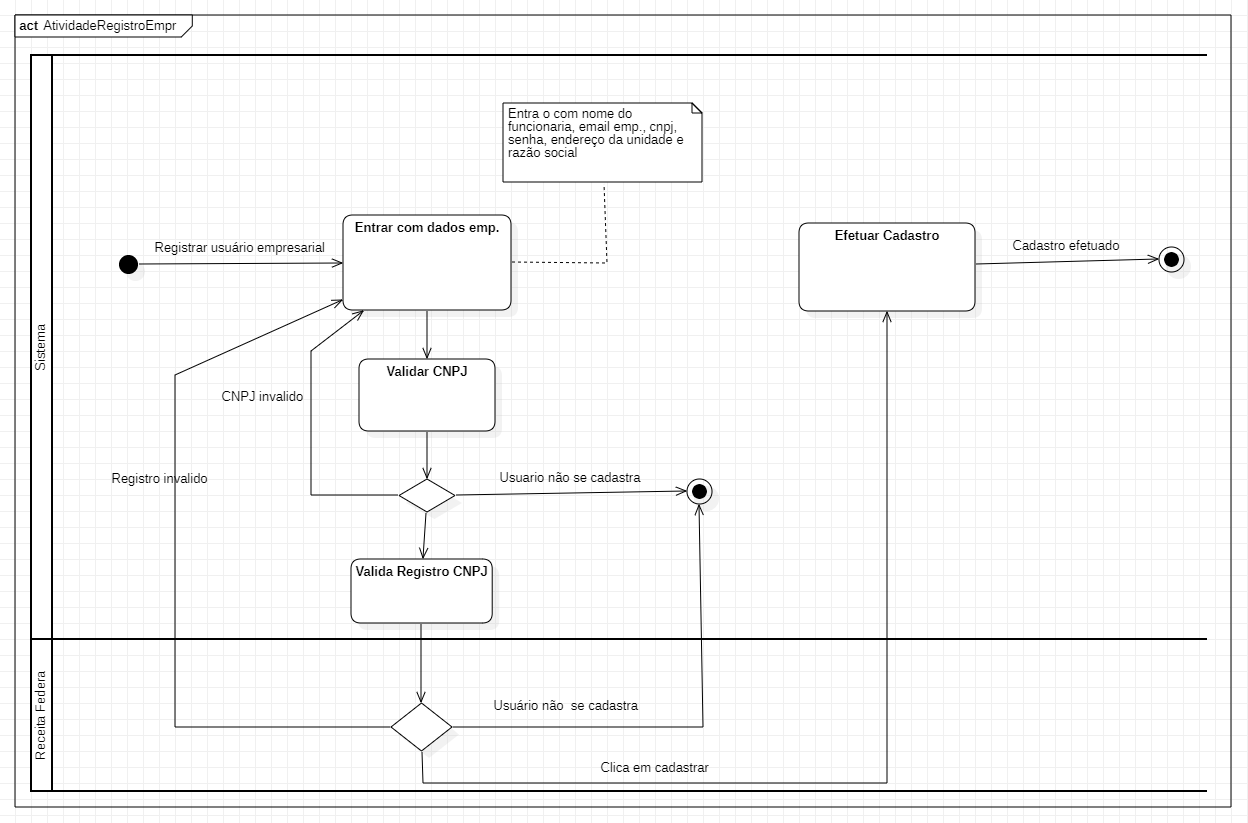 act AtividadeRegistroEmpr
Entra o com nome do
funcionaria, email emp., cnpj,
senha, endereço da unidade e
razão social
Entrar com dados emp.
Efetuar Cadastro
Registrar usuário empresarial
Cadastro efetuado
Sistema
Validar CNPJ
CNPJ invalido
Registro invalido
Usuario não se cadastra
Valida Registro CNPJ
Receita Federa
Usuário não  se cadastra
Clica em cadastrar